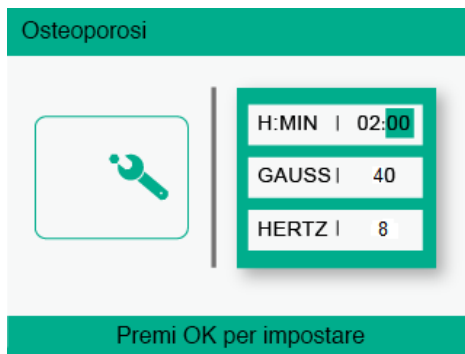 Osteoporosi
H:MIN | 02:00
GAUSS | 40
HERTZ | 8
Premi OK per impostare